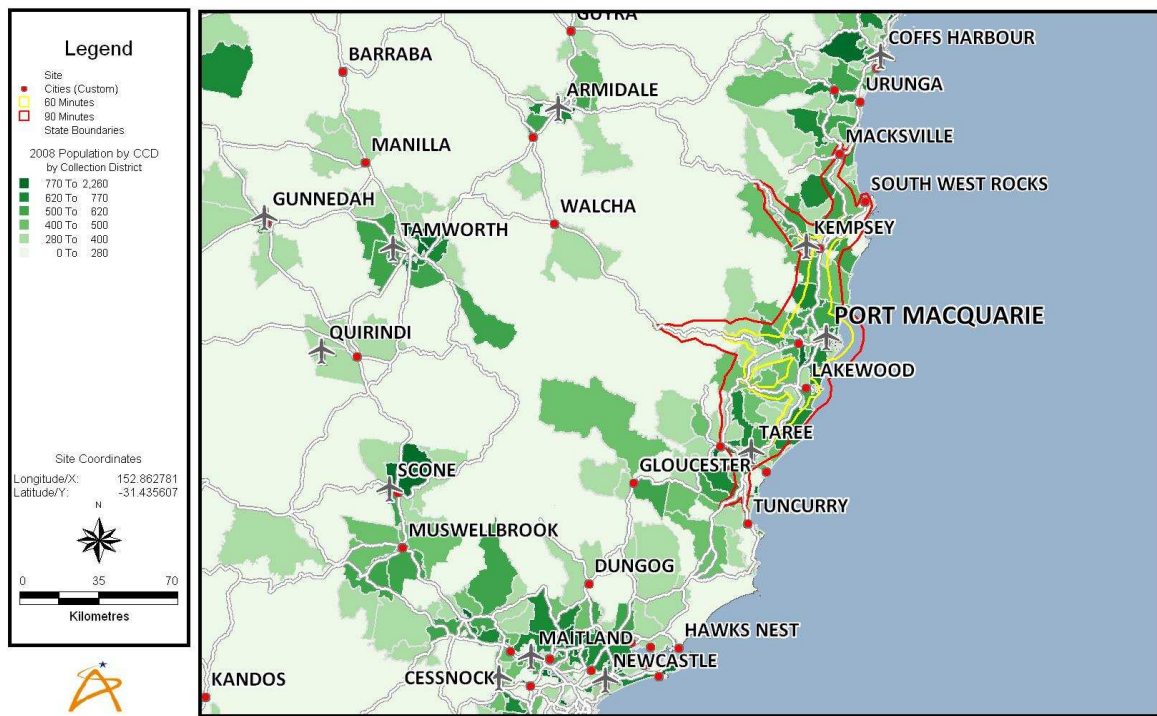 Legend
Site
Cities (Custom)
60 Minutes
90 Minutes
State Boundaries
2008 Population by CCD
by Collection District
770 To 2,260
620 To 770
500 To 620
400 To 500
280 To 400
0 To 280
Site Coordinates
Longitude/X: 152.862781
Latitude/Y: -31.435607
N
0 35 70
Kilometres
GUYRA
COFFS HARBOUR
BARRABA
ARMIDALE
URUNGA
MACKSVILLE
MANILLA
SOUTH WEST ROCKS
GUNNEDAH
WALCHA
KEMPSEY
TAMWORTH
PORT MACQUARIE
QUIRINDI
LAKEWOOD
TAREE
SCONE
GLOUCESTER
TUNCURRY
MUSWELLBROOK
DUNGOG
HAWKS NEST
MAITLAND
NEWCASTLE
CESSNOCK
KANDOS